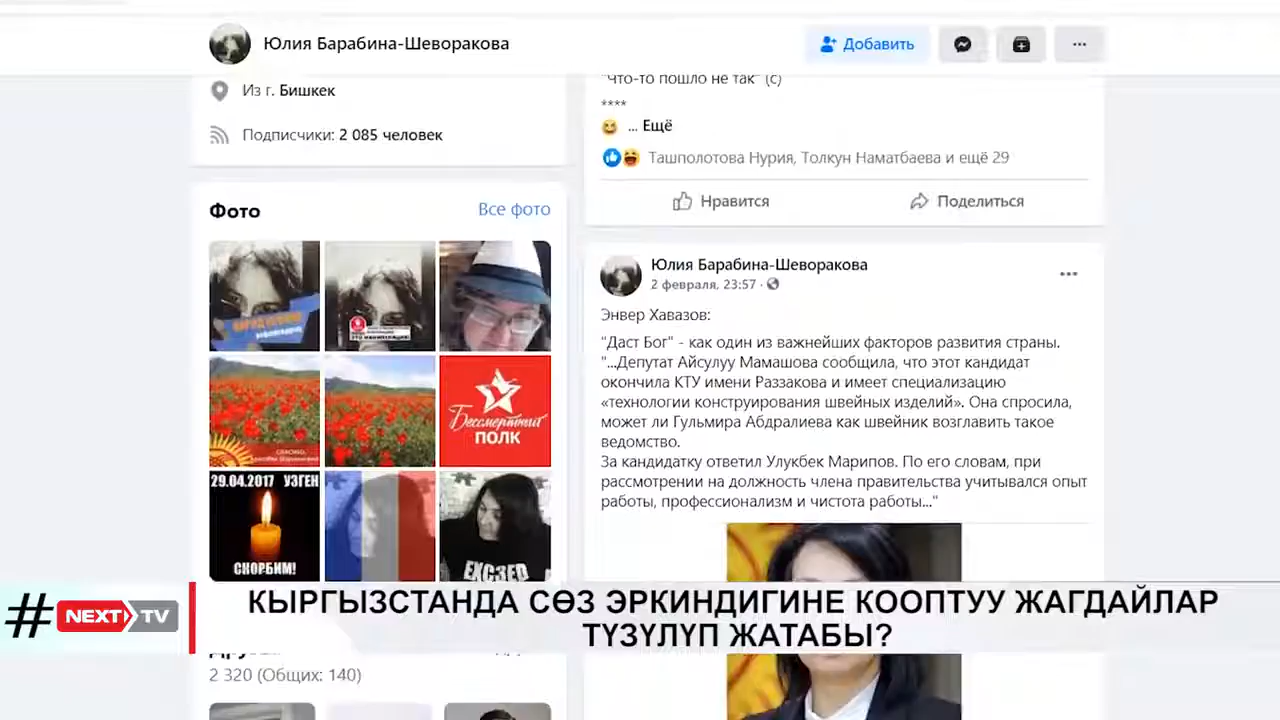 Юлия Барабина-Шеворакова
Добавить
Из г. Бишкек
Подписчики: 2 085 человек
Фото
Все фото
29.04.2017 УЗГЕН
СКОРБИМ!
Бессмертный
ПОЛК
"Что-то пошло не так" (с)
****
... Ещё
Ташполотова Нурия, Толкун Наматбаева и ещё 29
Нравится
Поделиться
Юлия Барабина-Шеворакова
2 февраля, 23:57 ·
Энвер Хавазов:
"Даст Бог" - как один из важнейших факторов развития страны.
"...Депутат Айсулуу Мамашова сообщила, что этот кандидат
окончила КТУ имени Раззакова и имеет специализацию
«технологии конструирования швейных изделий». Она спросила,
может ли Гульмира Абдралиева как швейник возглавить такое
ведомство.
За кандидатку ответил Улукбек Марипов. По его словам, при
рассмотрении на должность члена правительства учитывался опыт
работы, профессионализм и чистота работы..."
# NEXT TV
КЫРГЫЗСТАНДА СӨЗ ЭРКИНДИГИНЕ КООПТУУ ЖАГДАЙЛАР
ТҮЗҮЛҮП ЖАТАБЫ?
2 320 (Общих: 140)